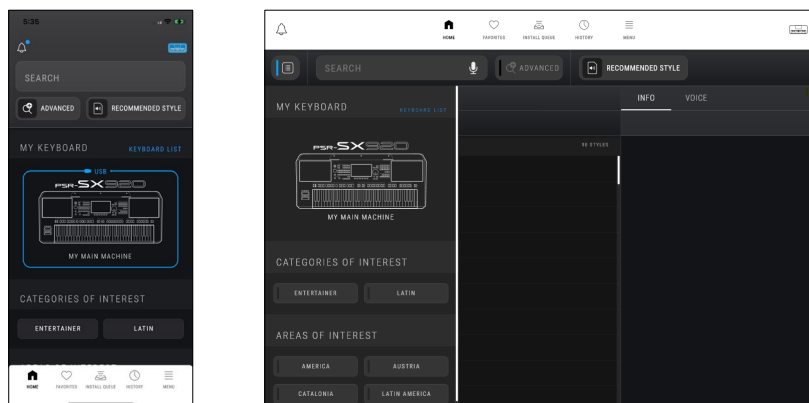 5:35
SEARCH
ADVANCED
RECOMMENDED STYLE
MY KEYBOARD
KEYBOARD LIST
USB
PSR-SX920
MY MAIN MACHINE
CATEGORIES OF INTEREST
ENTERTAINER
LATIN
HOME
FAVORITES
INSTALL QUEUE
HISTORY
MENU
HOME
FAVORITES
INSTALL QUEUE
HISTORY
MENU
SEARCH
ADVANCED
RECOMMENDED STYLE
MY KEYBOARD
KEYBOARD LIST
PSR-SX920
MY MAIN MACHINE
CATEGORIES OF INTEREST
ENTERTAINER
LATIN
AREAS OF INTEREST
AMERICA
AUSTRIA
CATALONIA
LATIN AMERICA
INFO
VOICE